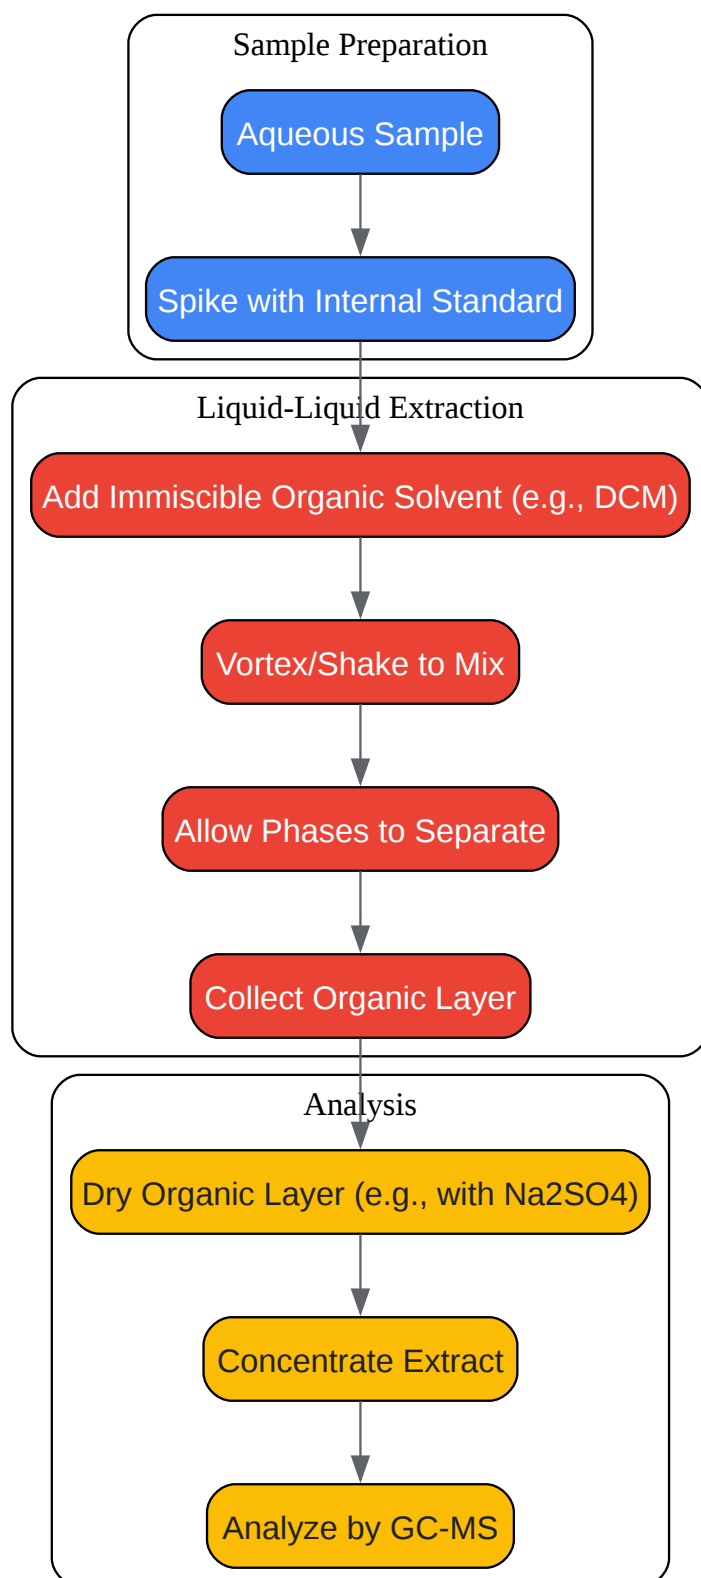 Sample Preparation
Aqueous Sample
Spike with Internal Standard
Liquid-Liquid Extraction
Add Immiscible Organic Solvent (e.g., DCM)
Vortex/Shake to Mix
Allow Phases to Separate
Collect Organic Layer
Analysis
Dry Organic Layer (e.g., with Na2SO4)
Concentrate Extract
Analyze by GC-MS